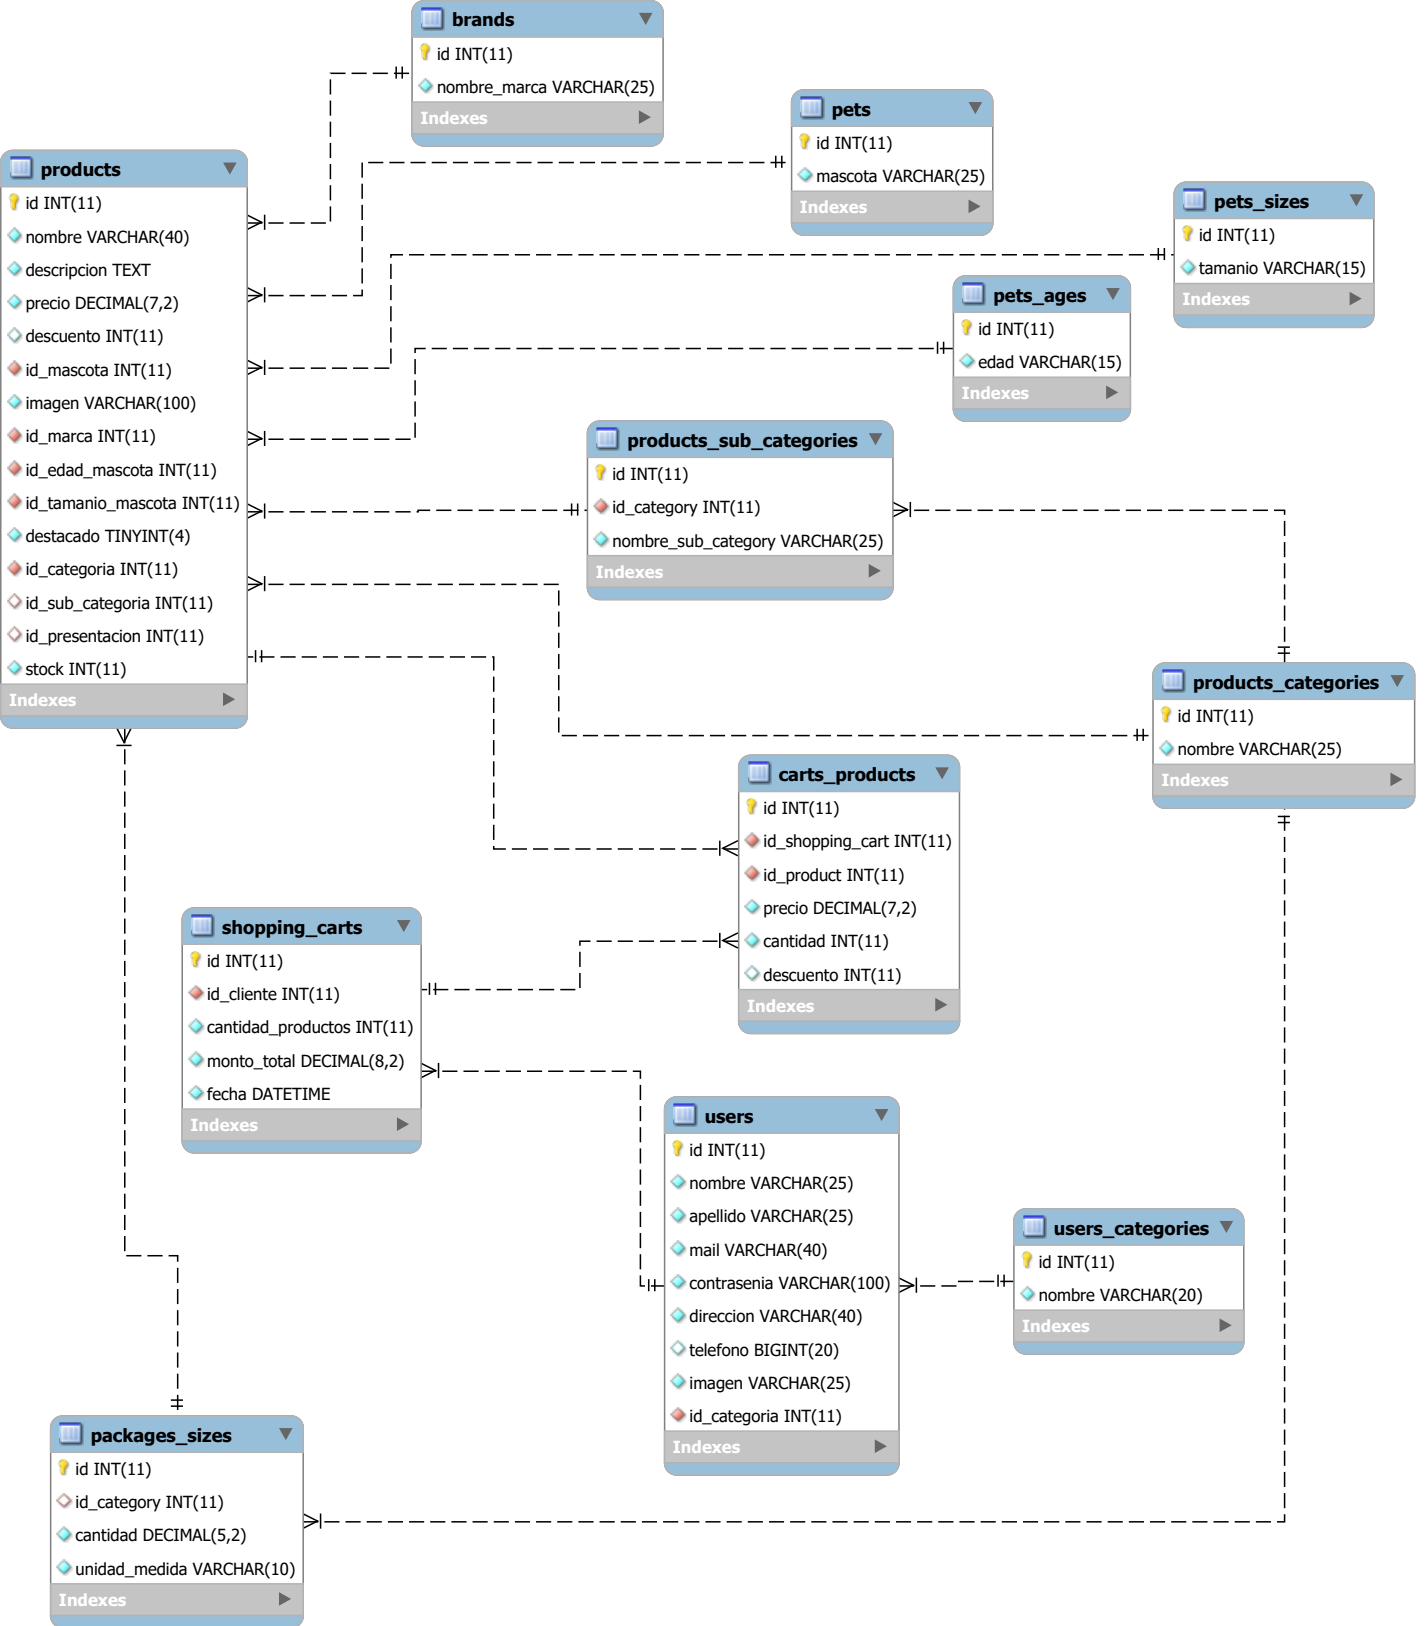 brands
id INT(11)
nombre_marca VARCHAR(25)
Indexes
pets
id INT(11)
mascota VARCHAR(25)
Indexes
products
id INT(11)
nombre VARCHAR(40)
descripcion TEXT
precio DECIMAL(7,2)
descuento INT(11)
id_mascota INT(11)
imagen VARCHAR(100)
id_marca INT(11)
id_edad_mascota INT(11)
id_tamanio_mascota INT(11)
destacado TINYINT(4)
id_categoria INT(11)
id_sub_categoria INT(11)
id_presentacion INT(11)
stock INT(11)
Indexes
pets_sizes
id INT(11)
tamanio VARCHAR(15)
Indexes
pets_ages
id INT(11)
edad VARCHAR(15)
Indexes
products_sub_categories
id INT(11)
id_category INT(11)
nombre_sub_category VARCHAR(25)
Indexes
products_categories
id INT(11)
nombre VARCHAR(25)
Indexes
carts_products
id INT(11)
id_shopping_cart INT(11)
id_product INT(11)
precio DECIMAL(7,2)
cantidad INT(11)
descuento INT(11)
Indexes
shopping_carts
id INT(11)
id_cliente INT(11)
cantidad_productos INT(11)
monto_total DECIMAL(8,2)
fecha DATETIME
Indexes
users
id INT(11)
nombre VARCHAR(25)
apellido VARCHAR(25)
mail VARCHAR(40)
contrasenia VARCHAR(100)
direccion VARCHAR(40)
telefono BIGINT(20)
imagen VARCHAR(25)
id_categoria INT(11)
Indexes
users_categories
id INT(11)
nombre VARCHAR(20)
Indexes
packages_sizes
id INT(11)
id_category INT(11)
cantidad DECIMAL(5,2)
unidad_medida VARCHAR(10)
Indexes